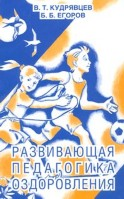 В. Т. КУДРЯВЦЕВ
Б. Б. ЕГОРОВ
РАЗВИВАЮЩАЯ
ПЕДАГОГИКА
ОЗДОРОВЛЕНИЯ